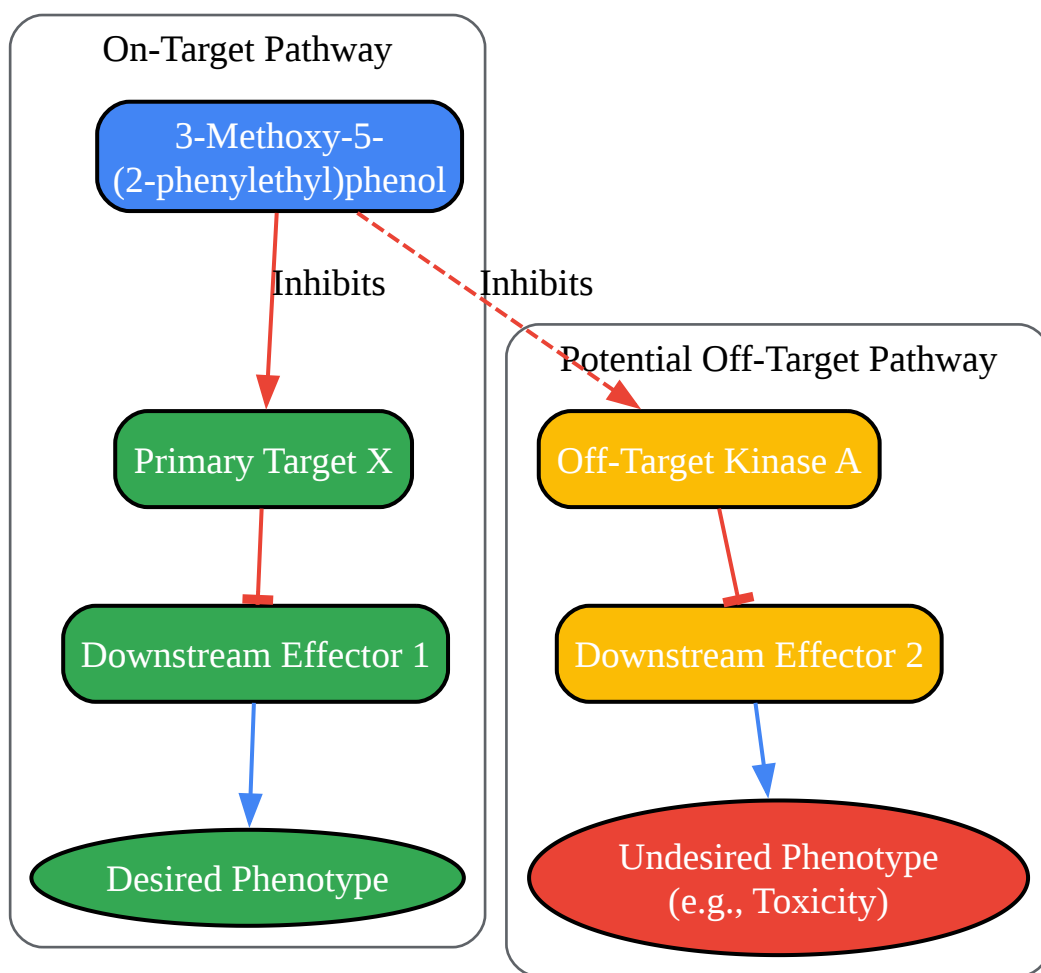 On-Target Pathway
3-Methoxy-5-
(2-phenylethyl)phenol
Inhibits
Inhibits
Potential Off-Target Pathway
Primary Target X
Off-Target Kinase A
Downstream Effector 1
Downstream Effector 2
Desired Phenotype
Undesired Phenotype
(e.g., Toxicity)